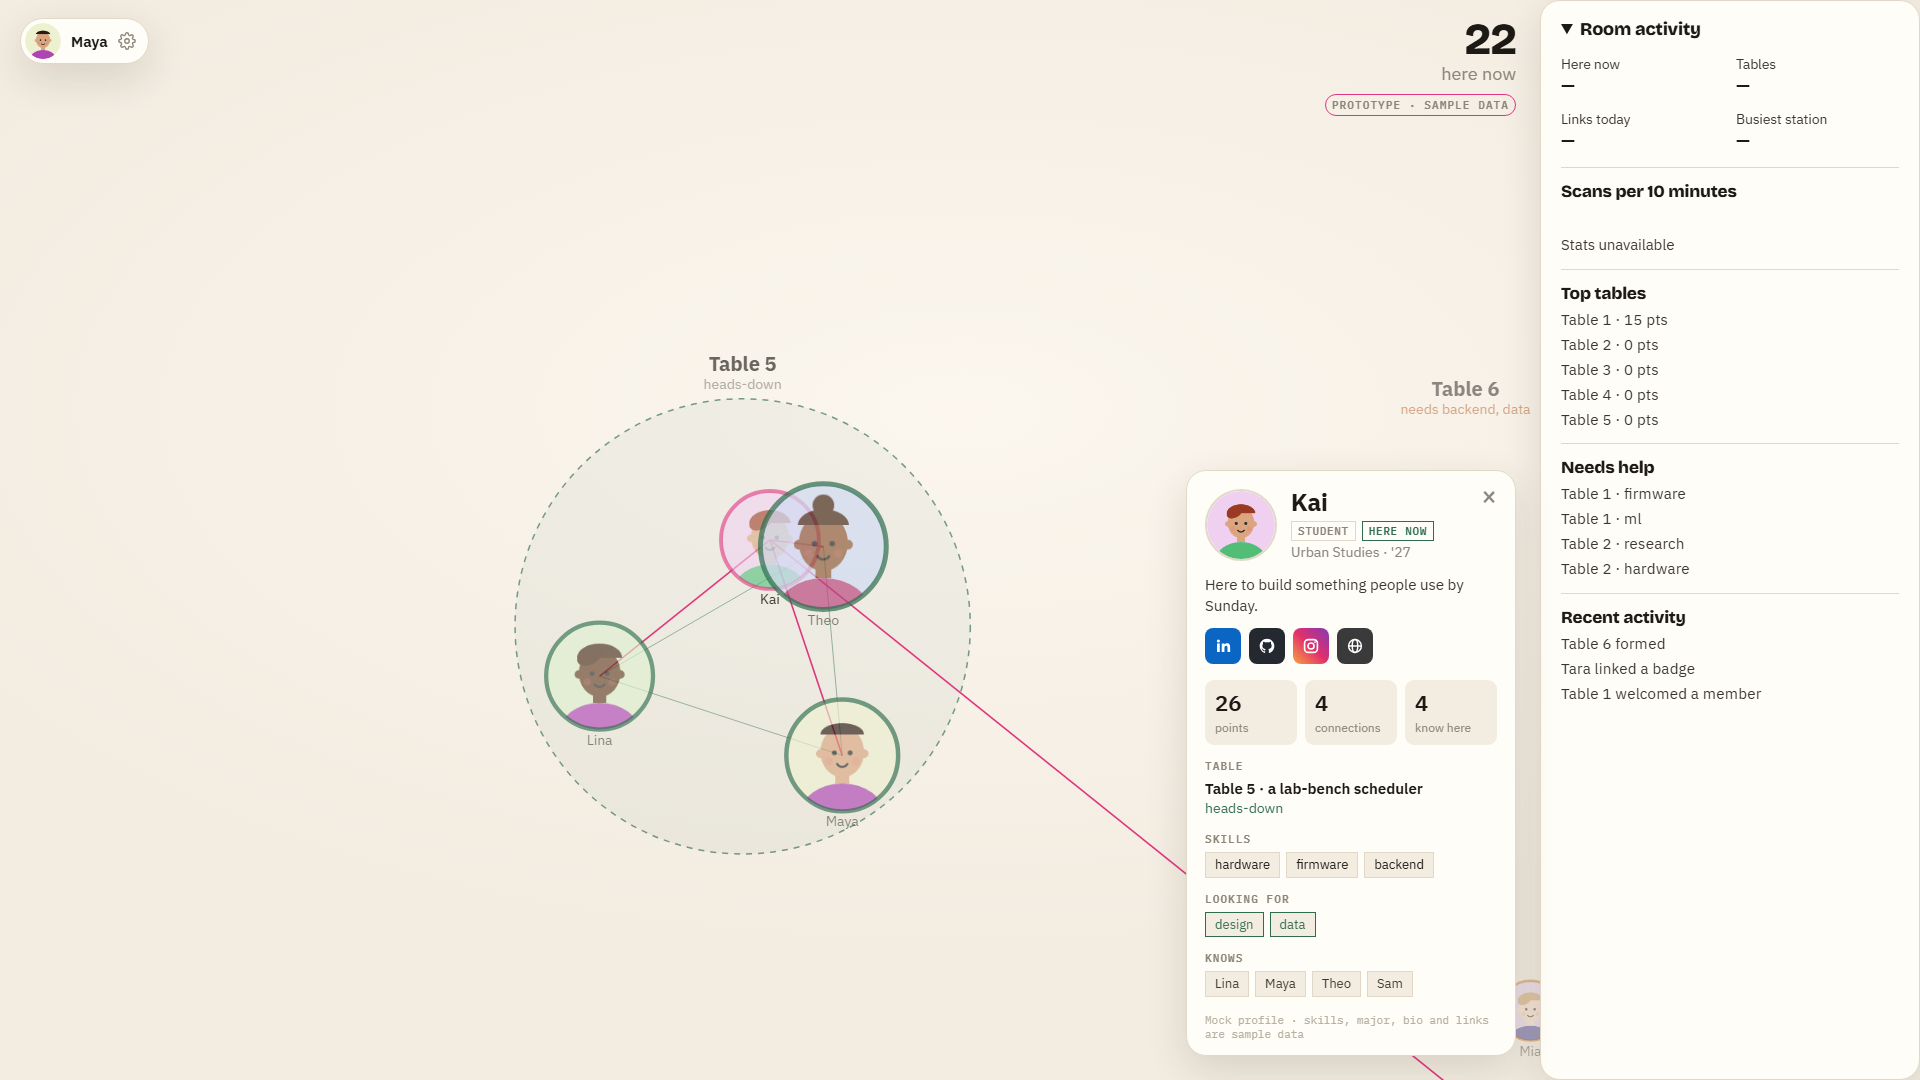 Maya
22
here now
PROTOTYPE · SAMPLE DATA
Table 5
heads-down
Table 6
needs backend, data
Kai
Theo
Lina
Maya
Mia
Kai
STUDENT
HERE NOW
Urban Studies · '27
Here to build something people use by
Sunday.
in
26
points
4
connections
4
know here
TABLE
Table 5 · a lab-bench scheduler
heads-down
SKILLS
hardware
firmware
backend
LOOKING FOR
design
data
KNOWS
Lina
Maya
Theo
Sam
Mock profile · skills, major, bio and links
are sample data
Room activity
Here now
Tables
—
—
Links today
Busiest station
—
—
Scans per 10 minutes
Stats unavailable
Top tables
Table 1 · 15 pts
Table 2 · 0 pts
Table 3 · 0 pts
Table 4 · 0 pts
Table 5 · 0 pts
Needs help
Table 1 · firmware
Table 1 · ml
Table 2 · research
Table 2 · hardware
Recent activity
Table 6 formed
Tara linked a badge
Table 1 welcomed a member